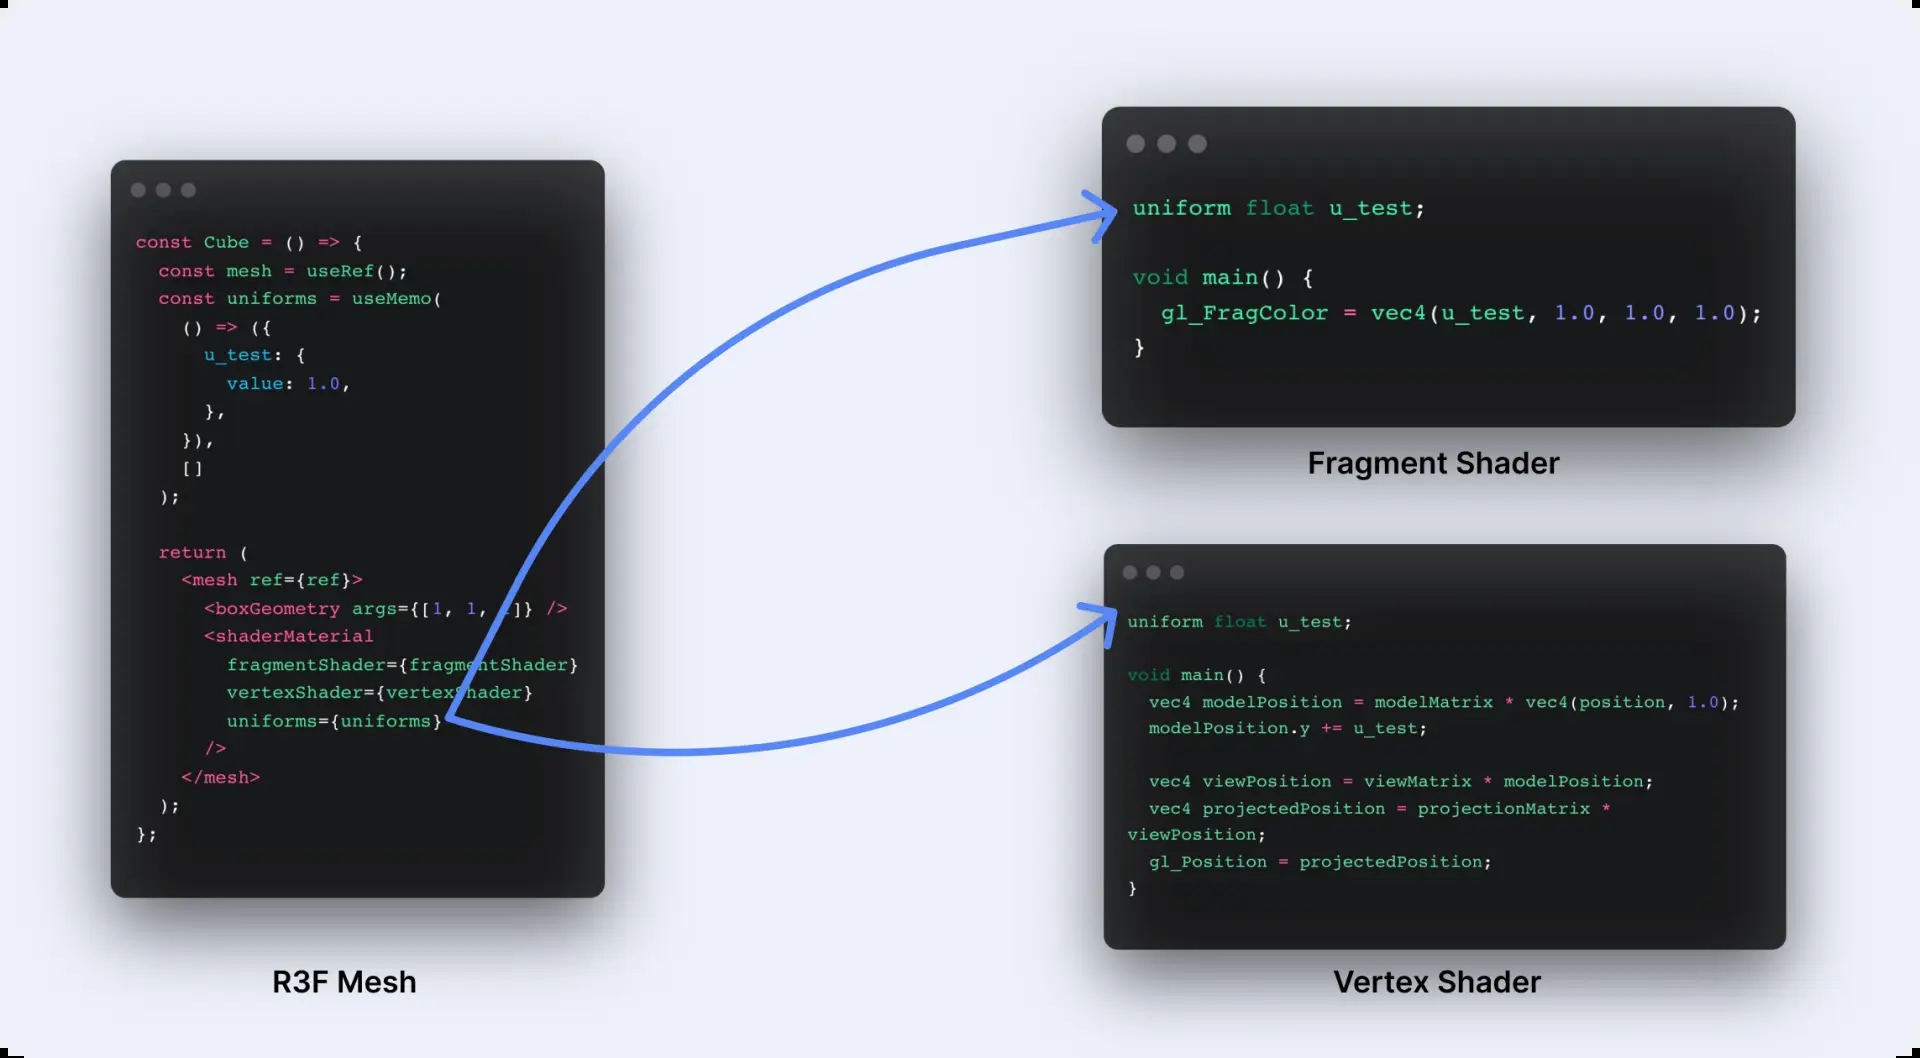 const Cube = () => {
  const mesh = useRef();
  const uniforms = useMemo(
    () => ({
      u_test: {
        value: 1.0,
      },
    }),
    []
  );

  return (
    <mesh ref={ref}>
      <boxGeometry args={[1, 1, ]} />
      <shaderMaterial
        fragmentShader={fragmentShader}
        vertexShader={vertexShader}
        uniforms={uniforms}
      />
    </mesh>
  );
};
R3F Mesh
uniform float u_test;

void main() {
  gl_FragColor = vec4(u_test, 1.0, 1.0, 1.0);
}
Fragment Shader
uniform float u_test;

void main() {
  vec4 modelPosition = modelMatrix * vec4(position, 1.0);
  modelPosition.y += u_test;

  vec4 viewPosition = viewMatrix * modelPosition;
  vec4 projectedPosition = projectionMatrix *
viewPosition;
  gl_Position = projectedPosition;
}
Vertex Shader